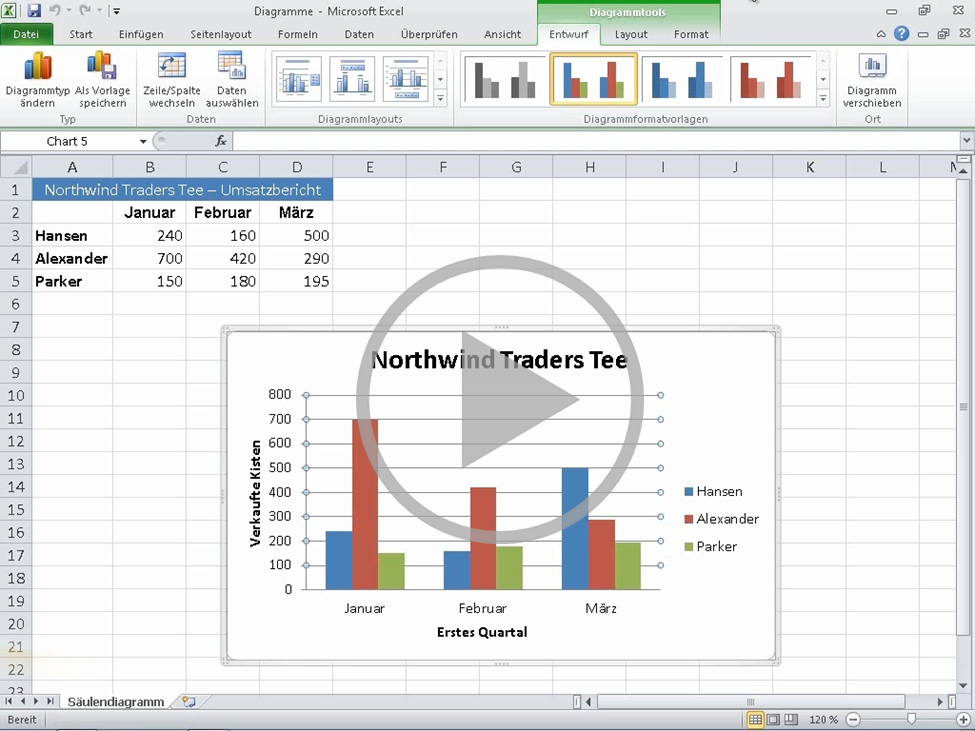 Diagramme - Microsoft Excel
Diagrammtools
Datei Start Einfügen Seitenlayout Formeln Daten Überprüfen Ansicht Entwurf Layout Format
Diagrammtyp ändern
Als Vorlage speichern
Zeile/Spalte wechseln
Daten auswählen
Diagramm verschieben
Typ Daten Diagrammlayouts Diagrammformatvorlagen Ort
Chart 5 fx
A B C D E F G H I J K L
1 Northwind Traders Tee – Umsatzbericht
2 Januar Februar März
3 Hansen 240 160 500
4 Alexander 700 420 290
5 Parker 150 180 195
6
7
8
9
10
11
12
13
14
15
16
17
18
19
20
21
22
23
Northwind Traders Tee
800
700
600
500
400
300
200
100
0
Verkaufte Kisten
Januar Februar März
Erstes Quartal
Hansen
Alexander
Parker
Säulendiagramm
Bereit 120 %